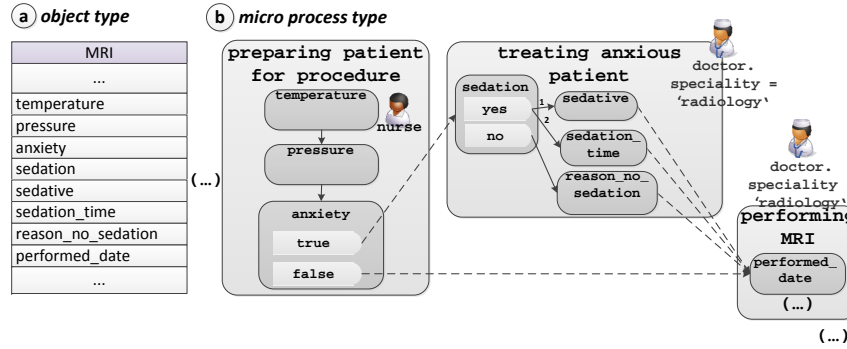 a object type
MRI
...
temperature
pressure
anxiety
sedation
sedative
sedation_time
reason_no_sedation
performed_date
...
(...)
b micro process type
preparing patient
for procedure
temperature
nurse
pressure
anxiety
true
false
treating anxious
patient
sedation
yes
no
1
2
sedative
sedation_
time
reason_no_
sedation
doctor.
speciality =
'radiology'
doctor.
speciality
'radiology'
performing
MRI
performed_
date
(...)
(...)